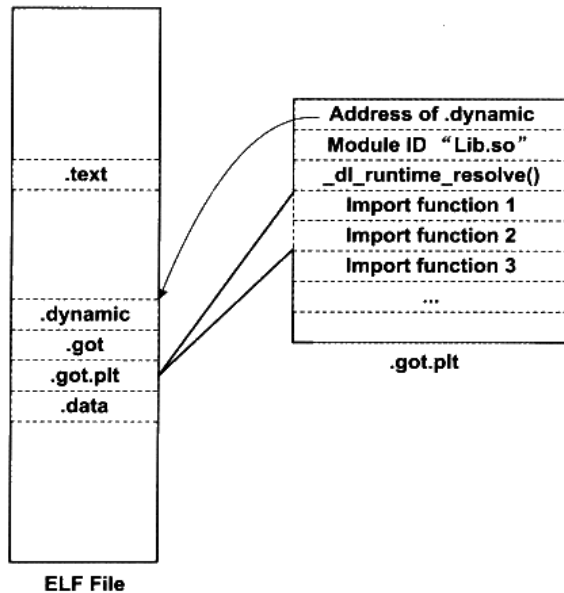 .text
.dynamic
.got
.got.plt
.data
ELF File
Address of .dynamic
Module ID “Lib.so”
_dl_runtime_resolve()
Import function 1
Import function 2
Import function 3
...
.got.plt